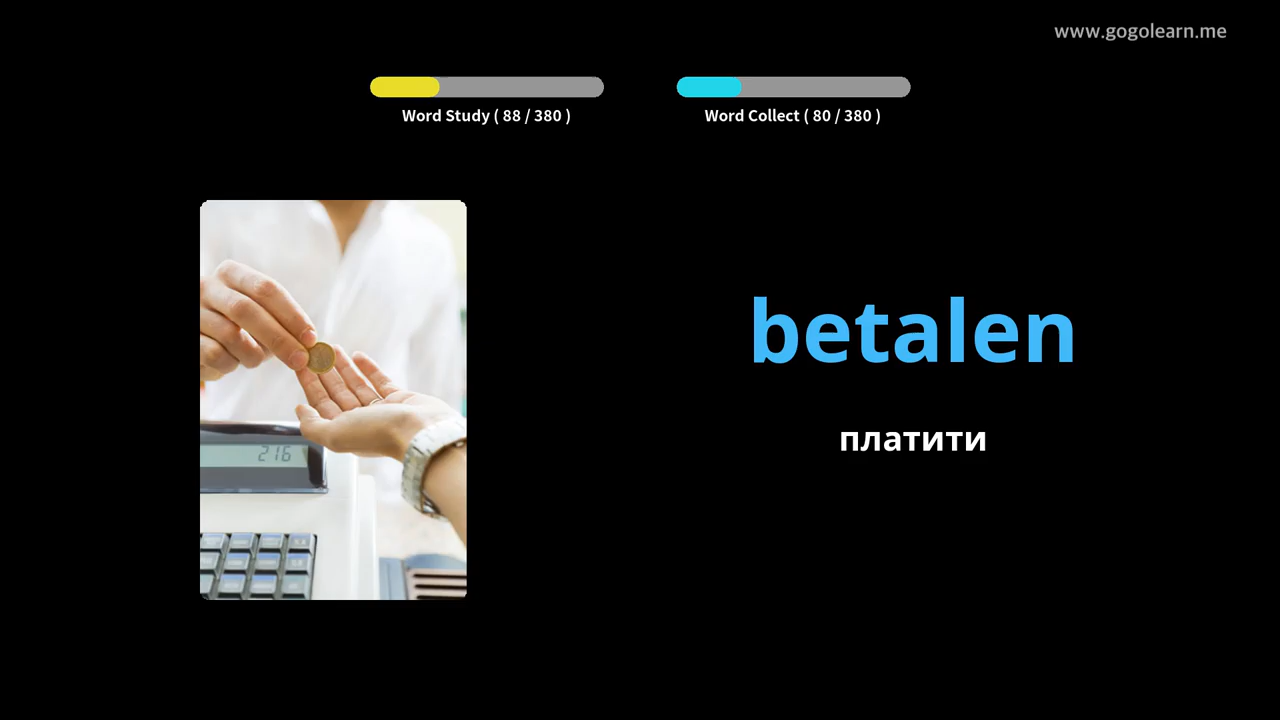 www.gogolearn.me
Word Study ( 88 / 380 )
Word Collect ( 80 / 380 )
betalen
платити
216